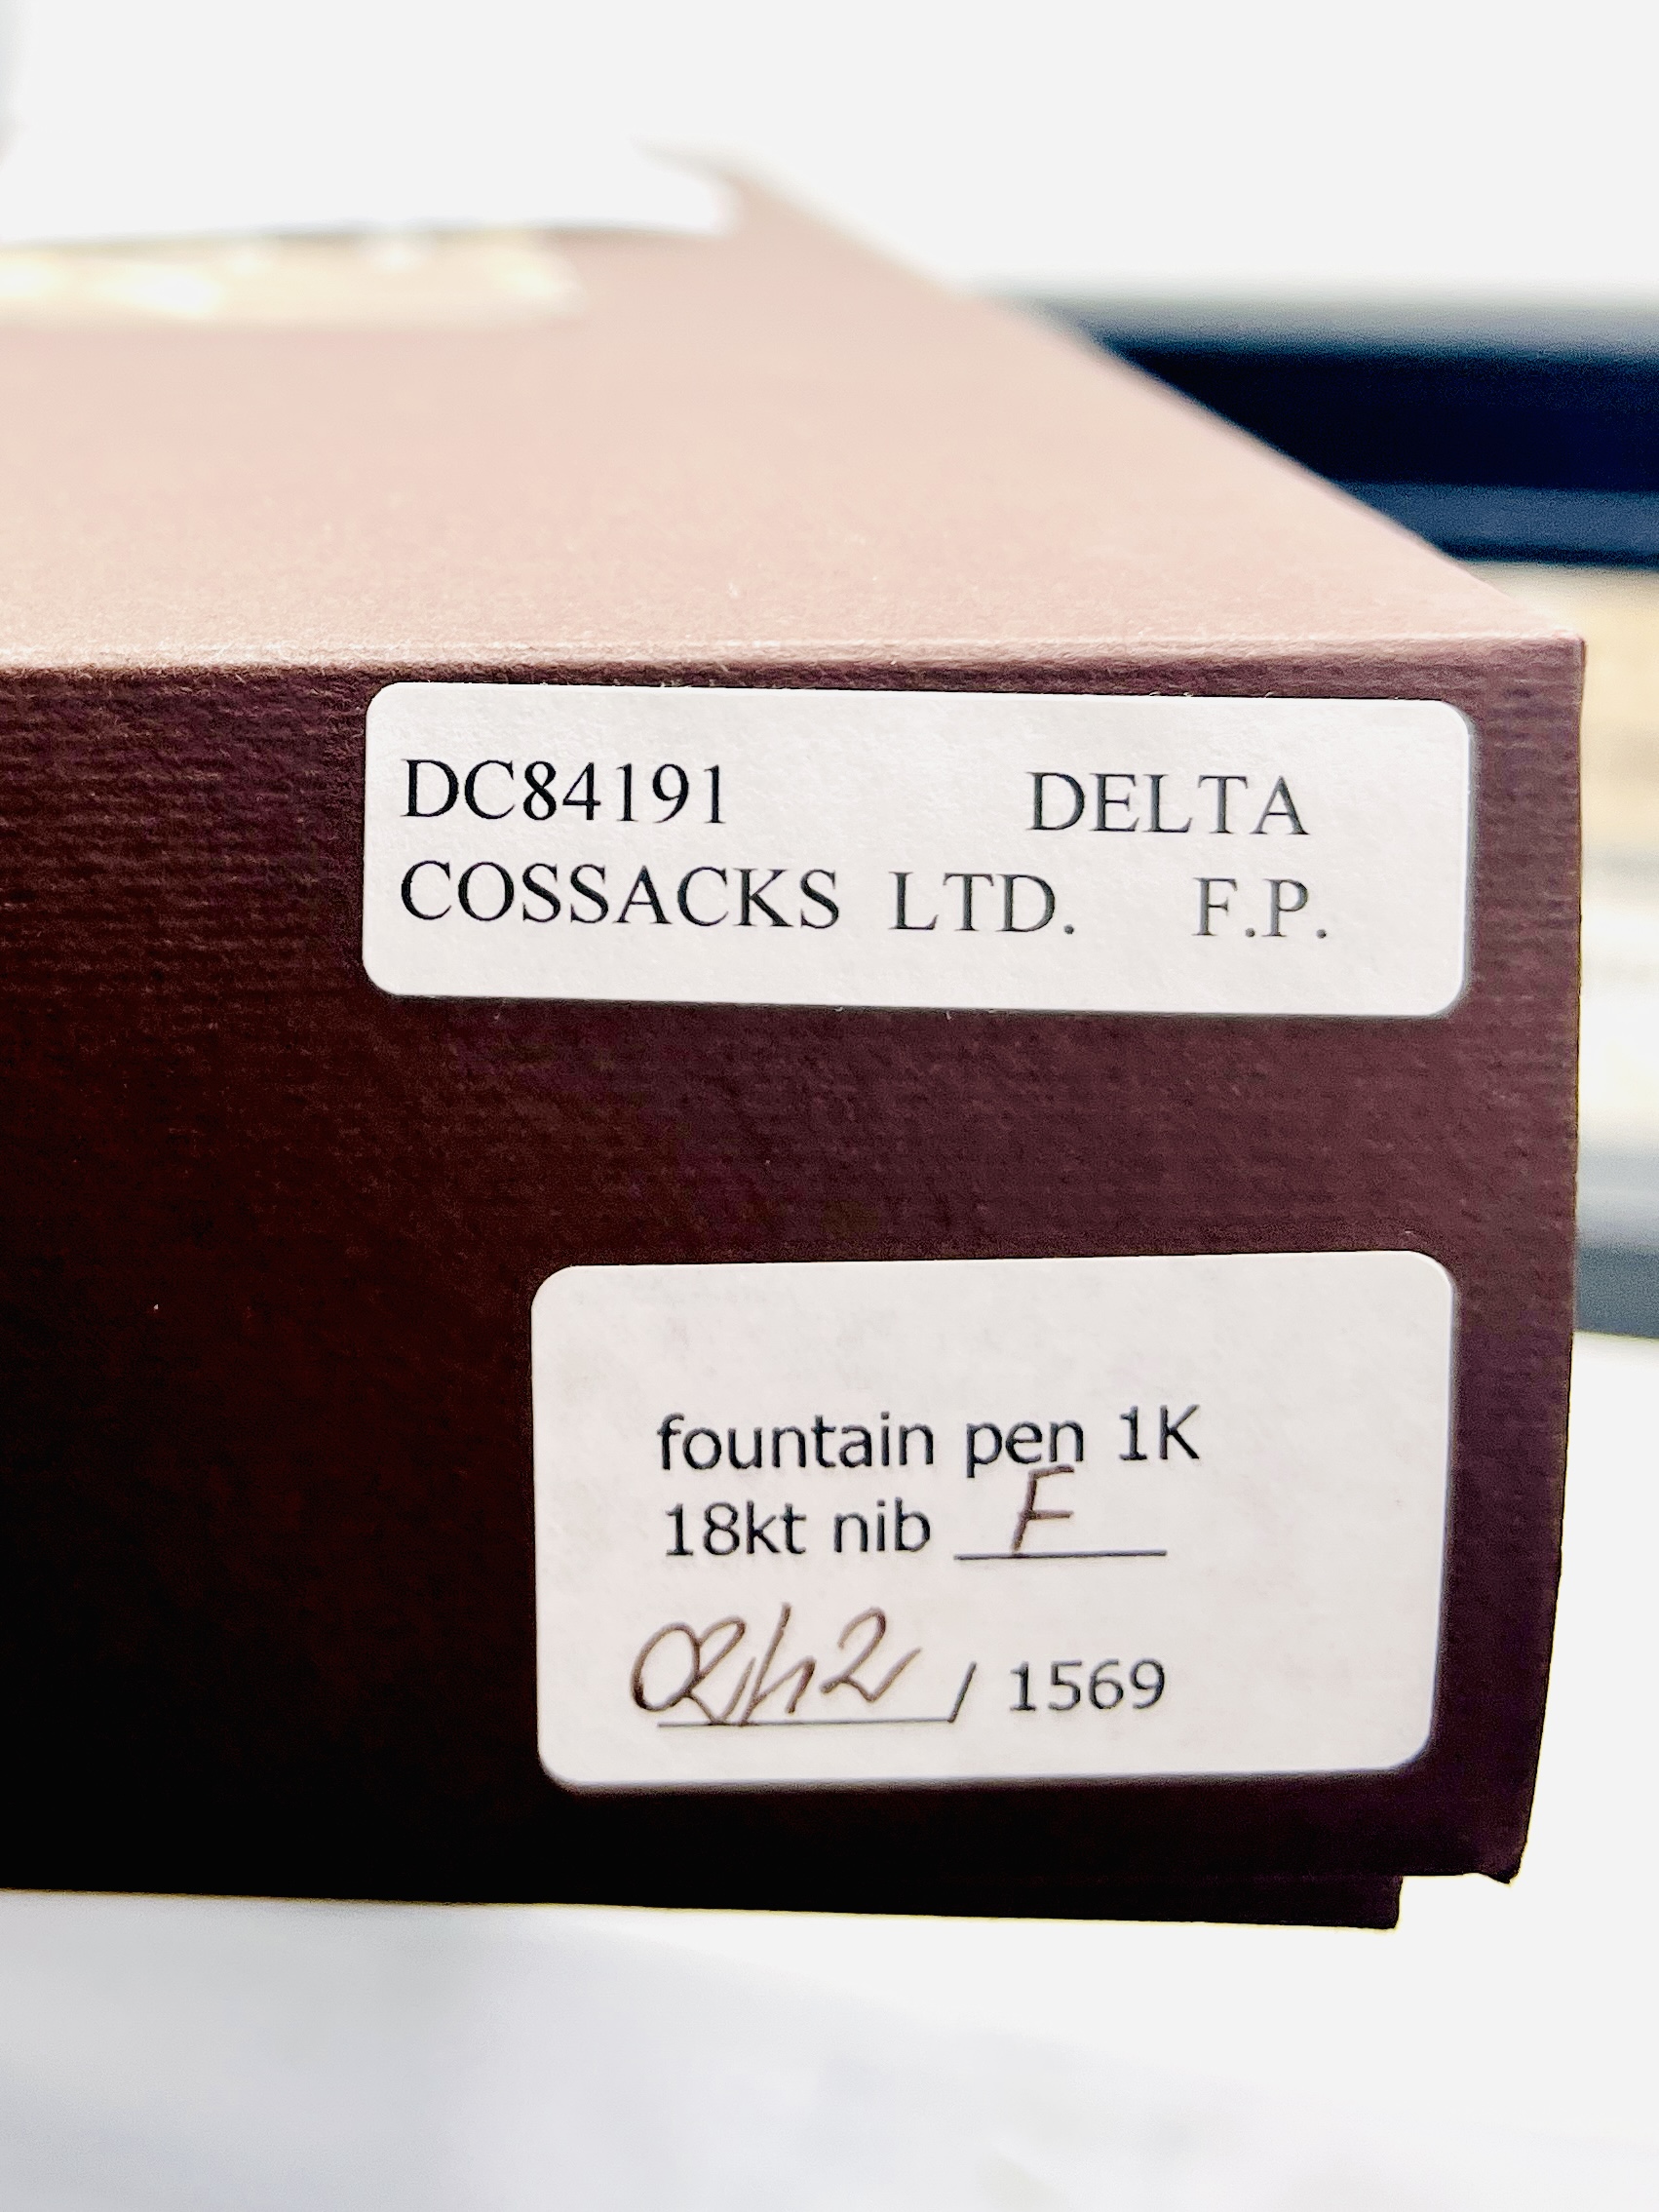 DC84191 DELTA
COSSACKS LTD. F.P.
fountain pen 1K
18kt nib F
/ 1569